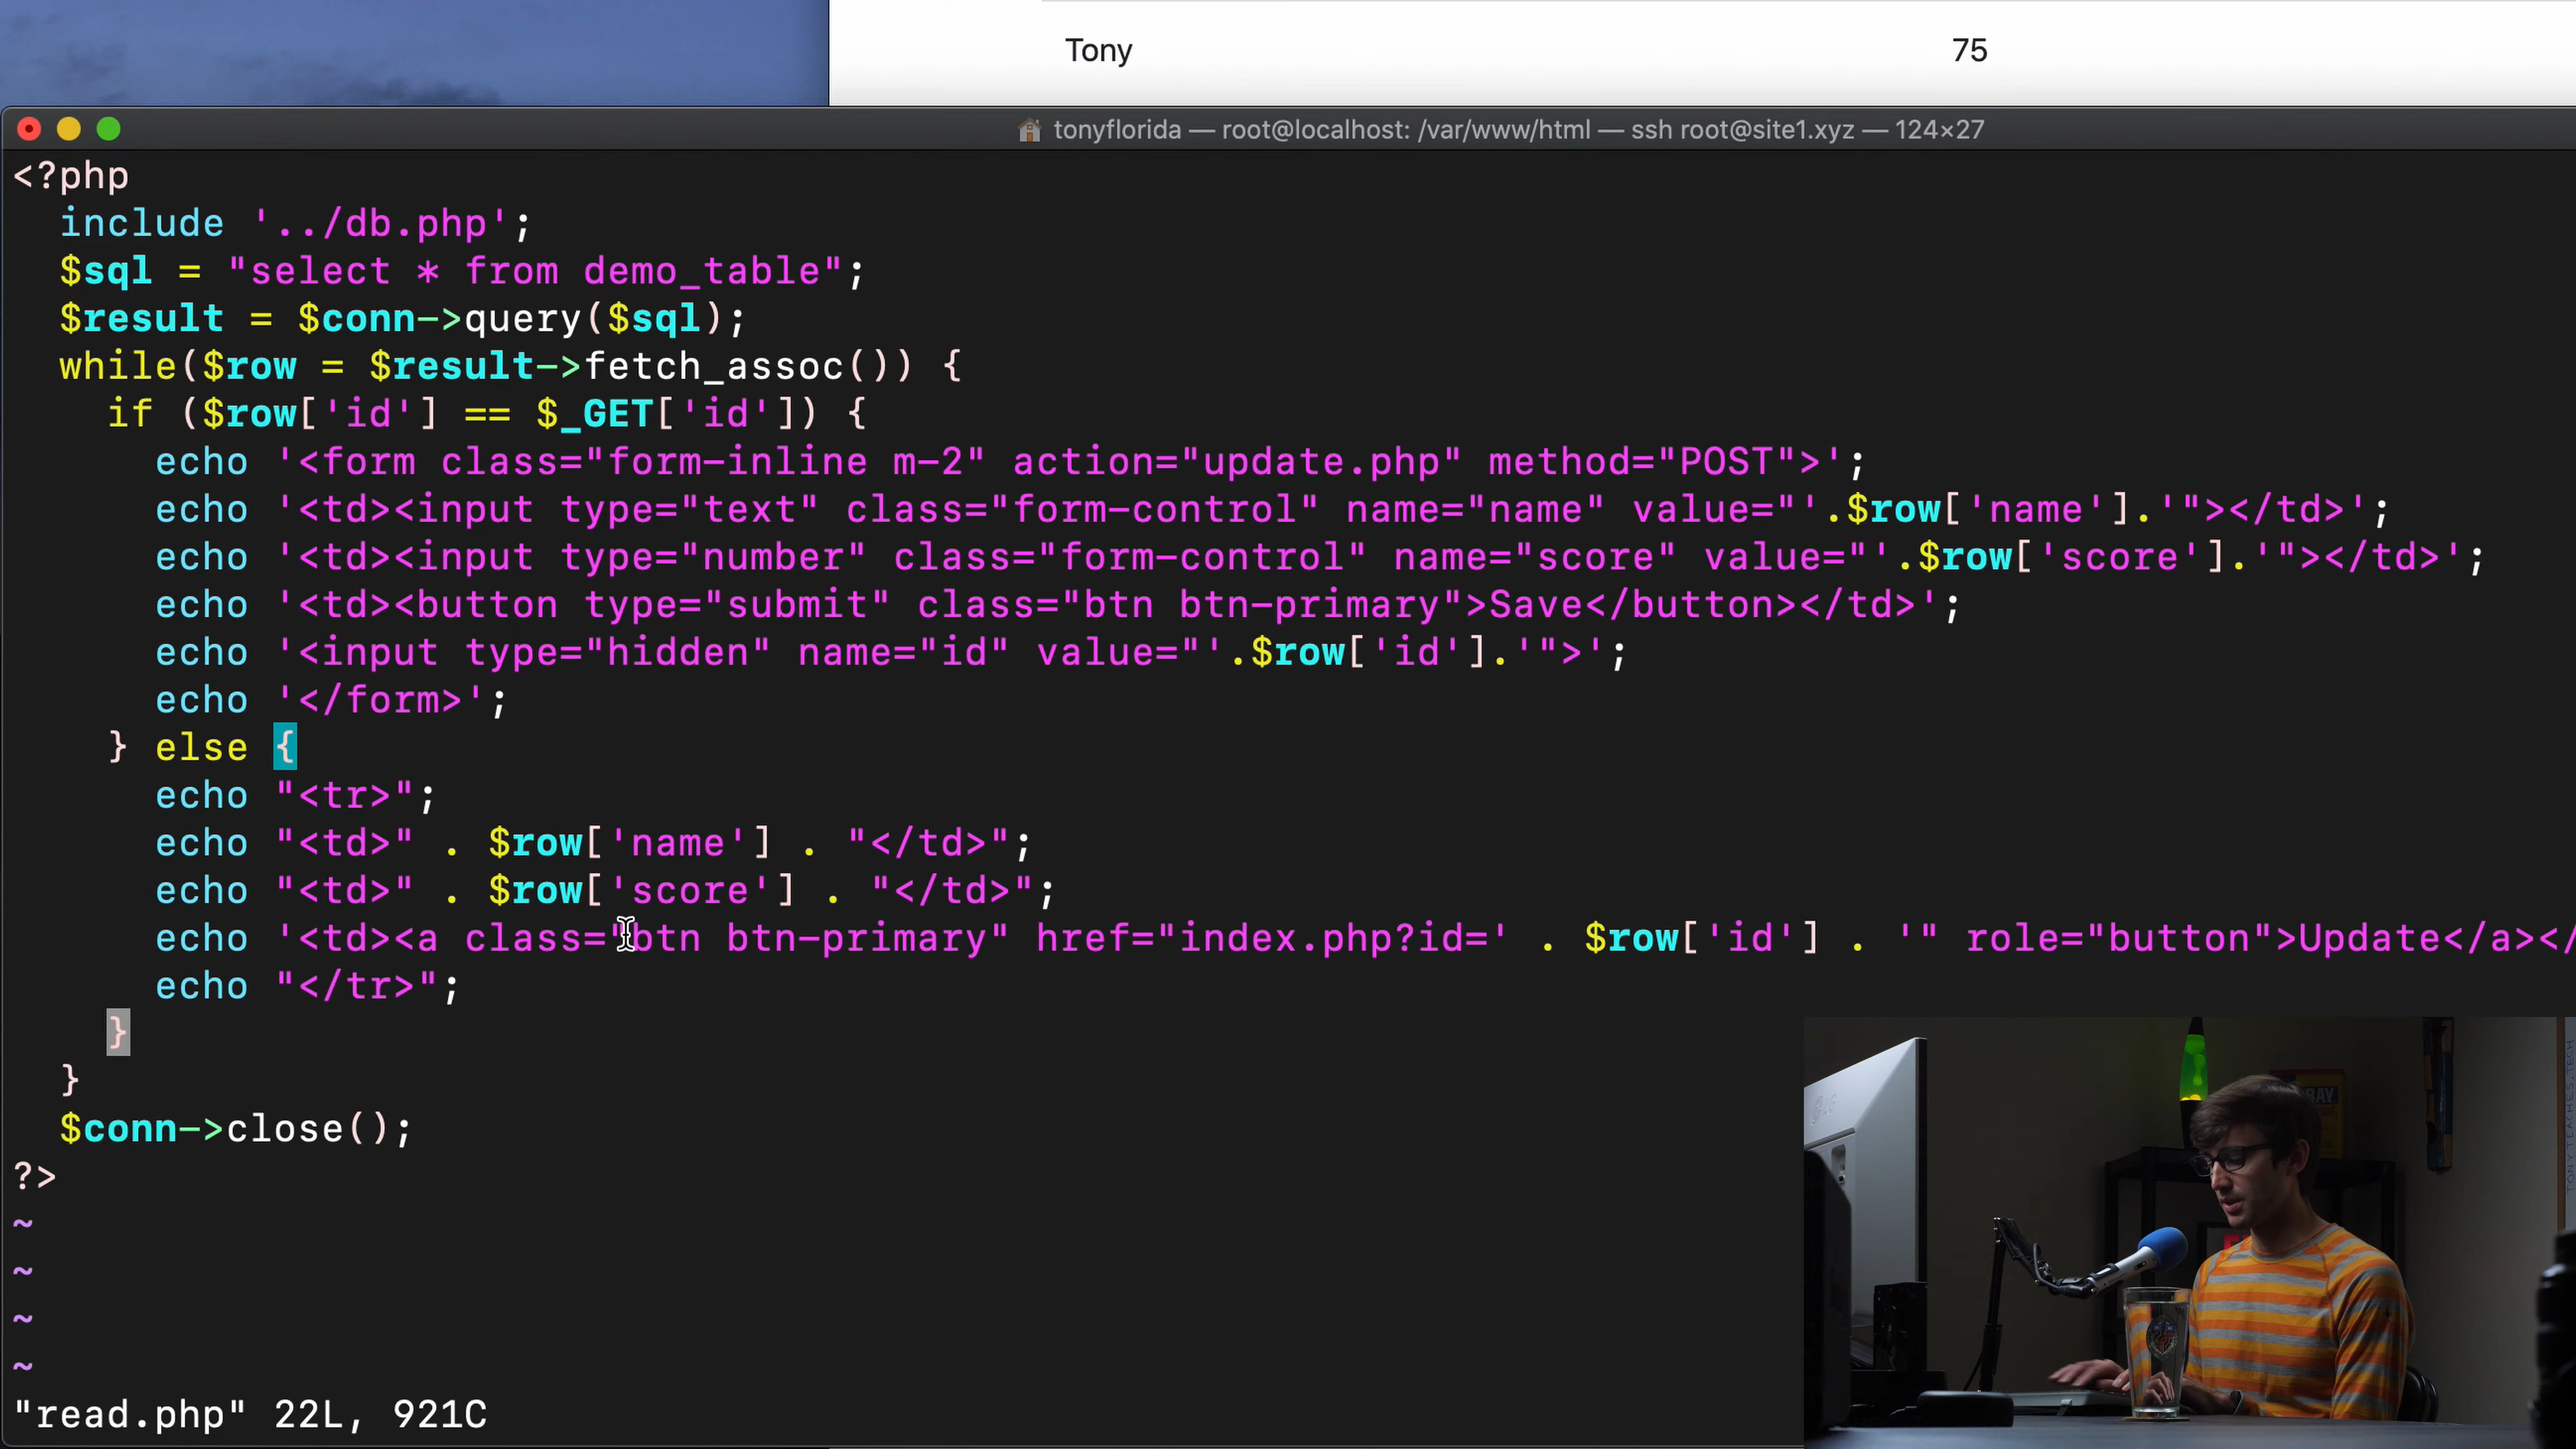 Tony 75
tonyflorida — root@localhost: /var/www/html — ssh root@site1.xyz — 124×27
<?php
include '../db.php';
$sql = "select * from demo_table";
$result = $conn->query($sql);
while($row = $result->fetch_assoc()) {
if ($row['id'] == $_GET['id']) {
echo '<form class="form-inline m-2" action="update.php" method="POST">';
echo '<td><input type="text" class="form-control" name="name" value="'.$row['name'].'"></td>';
echo '<td><input type="number" class="form-control" name="score" value="'.$row['score'].'"></td>';
echo '<td><button type="submit" class="btn btn-primary">Save</button></td>';
echo '<input type="hidden" name="id" value="'.$row['id'].'">';
echo '</form>';
} else {
echo "<tr>";
echo "<td>" . $row['name'] . "</td>";
echo "<td>" . $row['score'] . "</td>";
echo '<td><a class="btn btn-primary" href="index.php?id=' . $row['id'] . '" role="button">Update</a></
echo "</tr>";
}
}
$conn->close();
?>
~
~
~
~
"read.php" 22L, 921C